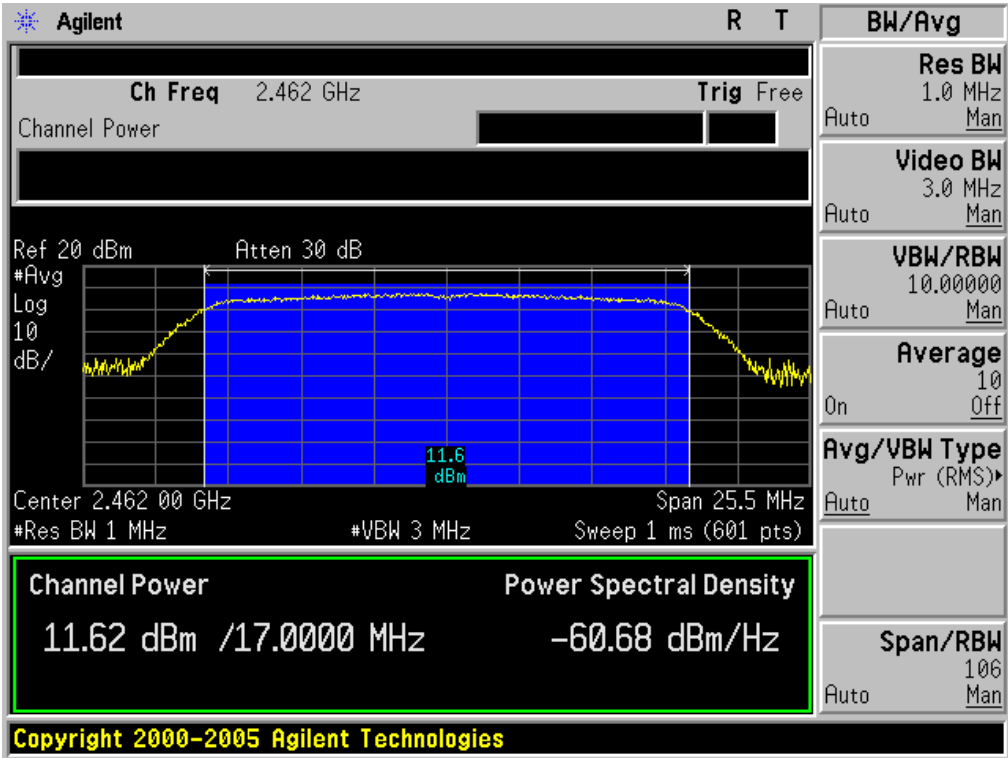 Agilent R T
Ch Freq 2.462 GHz Trig Free
Channel Power
Ref 20 dBm Atten 30 dB
#Avg
Log
10
dB/
11.6
dBm
Center 2.462 00 GHz Span 25.5 MHz
#Res BW 1 MHz #VBW 3 MHz Sweep 1 ms (601 pts)
Channel Power Power Spectral Density
11.62 dBm /17.0000 MHz -60.68 dBm/Hz
Copyright 2000-2005 Agilent Technologies
BW/Avg
Res BW
1.0 MHz
Auto Man
Video BW
3.0 MHz
Auto Man
VBW/RBW
10.00000
Auto Man
Average
10
On Off
Avg/VBW Type
Pwr (RMS)▸
Auto Man
Span/RBW
106
Auto Man